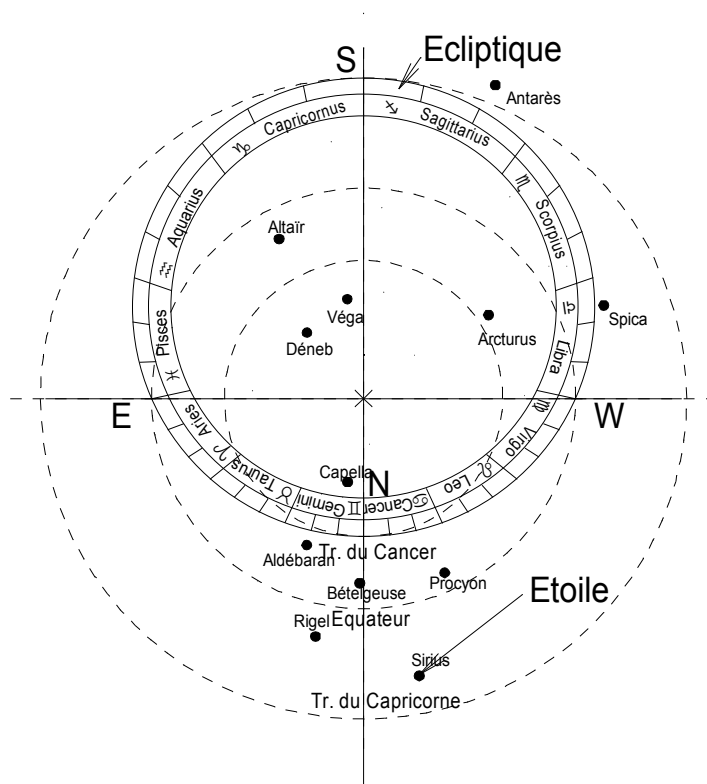 Ecliptique
S
Antarès
Capricornus
♑
♐
Sagittarius
Aquarius
♒
♏
Scorpius
Altaïr
Véga
Déneb
Arcturus
Spica
♎
Libra
Pisces
♓
E
W
♍
Virgo
Aries
♈
Taurus
♉
Gemini
♊
Cancer
♋
Leo
♌
Capella
N
Aldébaran
Tr. du Cancer
Bételgeuse
Procyon
Etoile
Rigel
Equateur
Sirius
Tr. du Capricorne